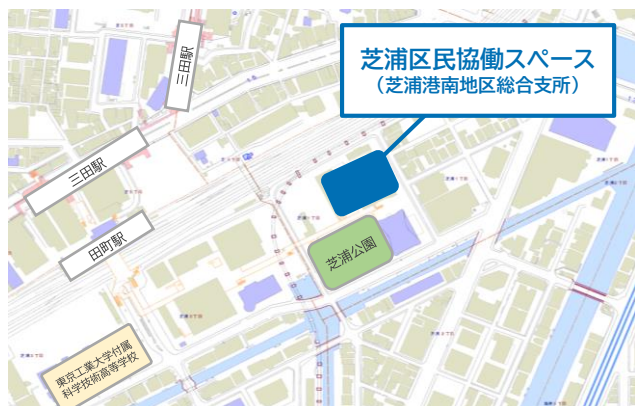 芝浦区民協働スペース
（芝浦港南地区総合支所）
三田駅
三田駅
田町駅
芝浦公園
東京工業大学付属
科学技術高等学校